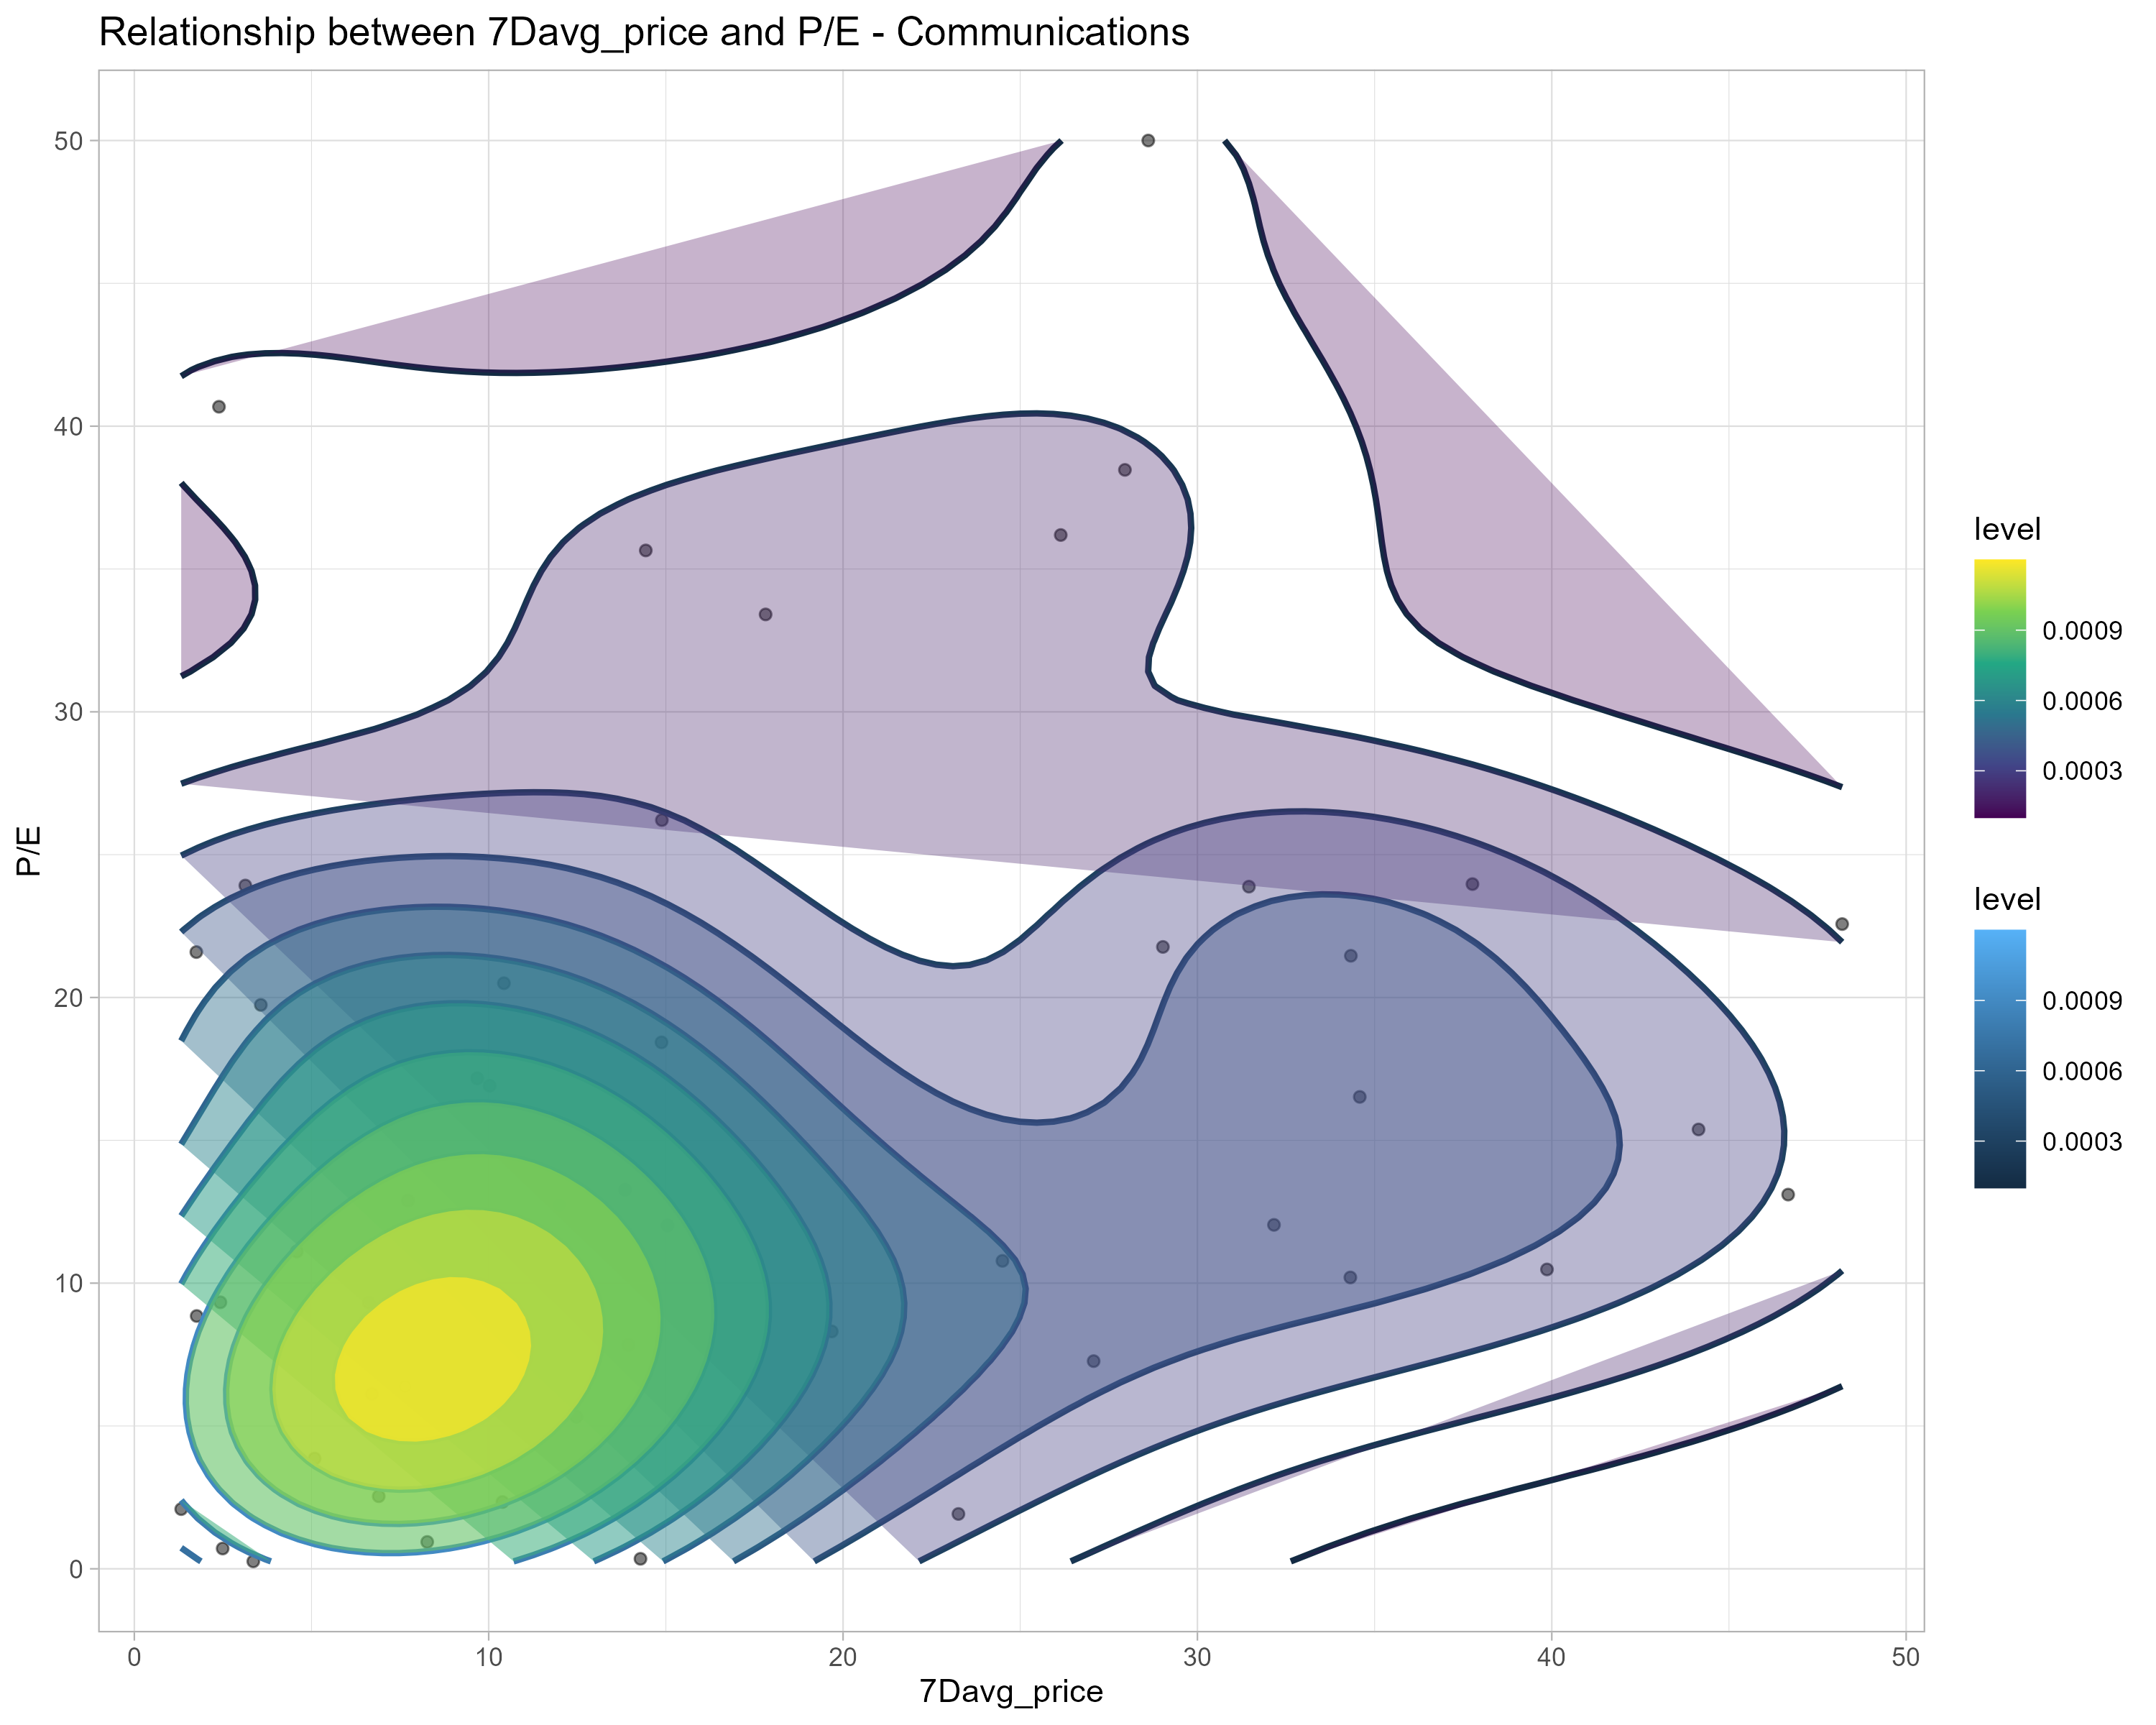 Relationship between 7Davg_price and P/E - Communications
50
40
30
20
10
0
P/E
0 10 20 30 40 50
7Davg_price
level
0.0009
0.0006
0.0003
level
0.0009
0.0006
0.0003